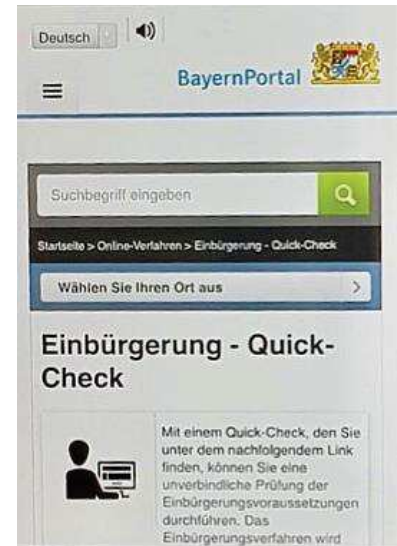 Deutsch
BayernPortal
Suchbegriff eingeben
Startseite > Online-Verfahren > Einbürgerung - Quick-Check
Wählen Sie Ihren Ort aus
Einbürgerung - Quick-
Check
Mit einem Quick-Check, den Sie
unter dem nachfolgendem Link
finden, können Sie eine
unverbindliche Prüfung der
Einbürgerungsvoraussetzungen
durchführen. Das
Einbürgerungsverfahren wird